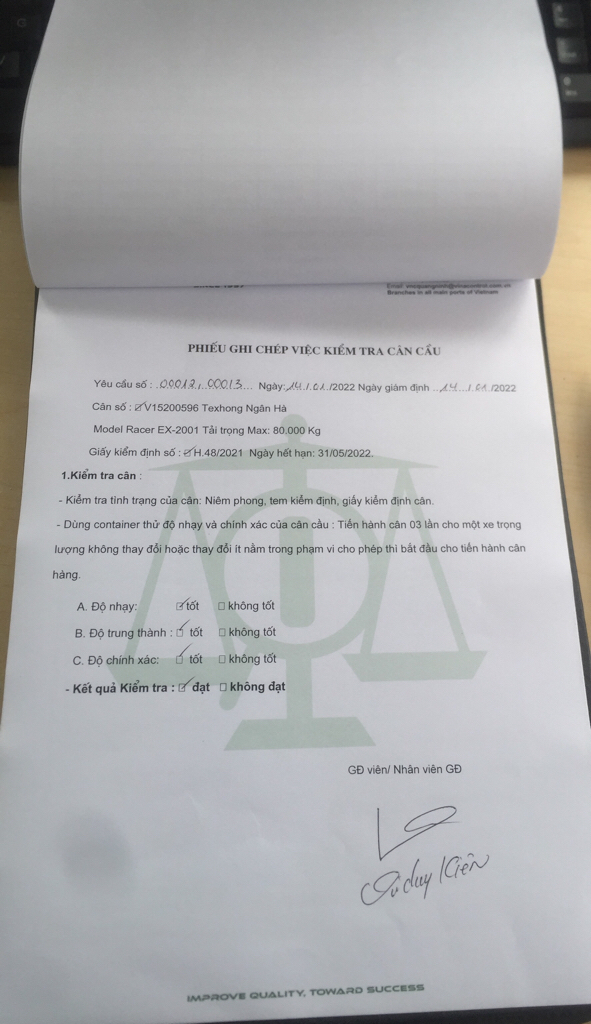 Email: vncquangninh@vinacontrol.com.vn
Branches in all main parts of Vietnam
PHIẾU GHI CHÉP VIỆC KIỂM TRA CÂN CẦU
Yêu cầu số : .00012, 00013... Ngày: 14./.01../2022 Ngày giám định ...14..../.01./2022
Cân số : ☑V15200596 Texhong Ngân Hà
Model Racer EX-2001 Tải trọng Max: 80.000 Kg
Giấy kiểm định số : ☑H.48/2021 Ngày hết hạn: 31/05/2022.
1.Kiểm tra cân :
- Kiểm tra tình trạng của cân: Niêm phong, tem kiểm định, giấy kiểm định cân.
- Dùng container thử độ nhạy và chính xác của cân cầu : Tiến hành cân 03 lần cho một xe trọng
lượng không thay đổi hoặc thay đổi ít nằm trong phạm vi cho phép thì bắt đầu cho tiến hành cân
hàng.
A. Độ nhạy: ☑tốt ☐ không tốt
B. Độ trung thành : ☑ tốt ☐ không tốt
C. Độ chính xác: ☑ tốt ☐ không tốt
- Kết quả Kiểm tra : ☑ đạt ☐ không đạt
GĐ viên/ Nhân viên GĐ
Duy Kiên
IMPROVE QUALITY, TOWARD SUCCESS